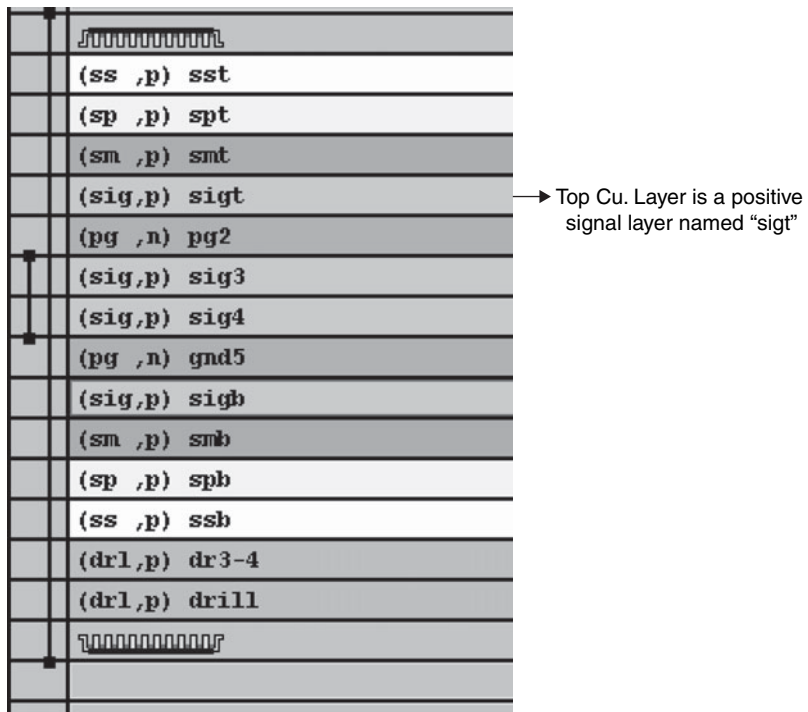 (ss ,p) sst
(sp ,p) spt
(sm ,p) smt
(sig,p) sigt
Top Cu. Layer is a positive
signal layer named “sigt”
(pg ,n) pg2
(sig,p) sig3
(sig,p) sig4
(pg ,n) gnd5
(sig,p) sigb
(sm ,p) smb
(sp ,p) spb
(ss ,p) ssb
(drl,p) dr3-4
(drl,p) drill